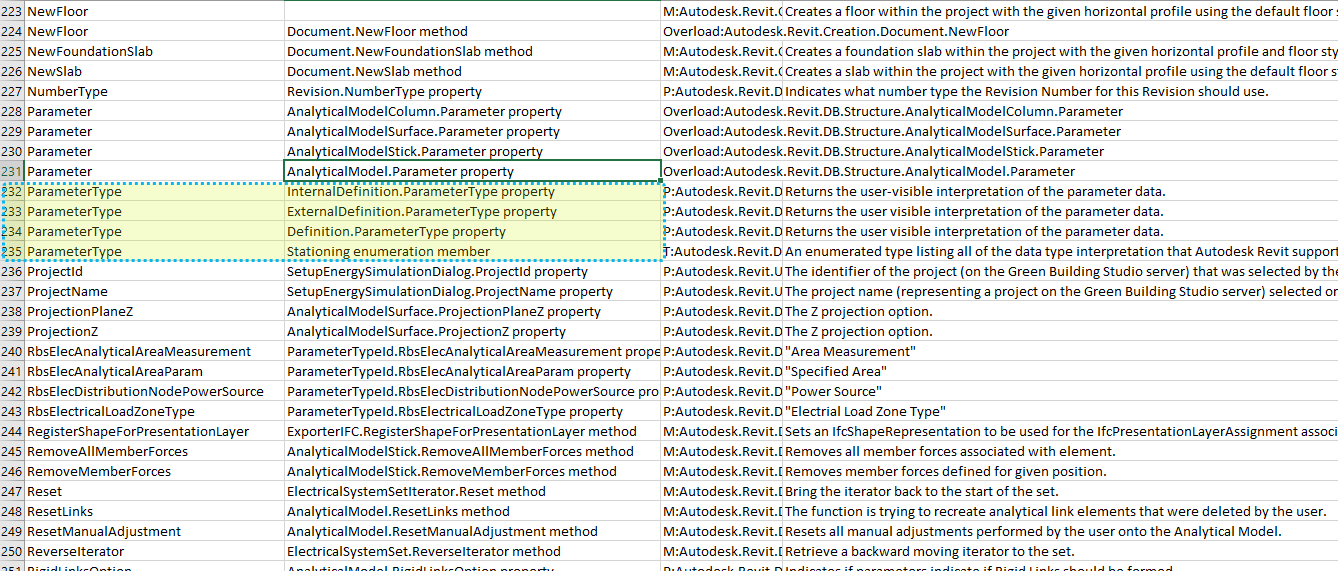 223 NewFloor M:Autodesk.Revit.( Creates a floor within the project with the given horizontal profile using the default floor
224 NewFloor Document.NewFloor method Overload:Autodesk.Revit.Creation.Document.NewFloor
225 NewFoundationSlab Document.NewFoundationSlab method M:Autodesk.Revit.( Creates a foundation slab within the project with the given horizontal profile and floor sty
226 NewSlab Document.NewSlab method M:Autodesk.Revit.( Creates a slab within the project with the given horizontal profile using the default floor
227 NumberType Revision.NumberType property P:Autodesk.Revit.D Indicates what number type the Revision Number for this Revision should use.
228 Parameter AnalyticalModelColumn.Parameter property Overload:Autodesk.Revit.DB.Structure.AnalyticalModelColumn.Parameter
229 Parameter AnalyticalModelSurface.Parameter property Overload:Autodesk.Revit.DB.Structure.AnalyticalModelSurface.Parameter
230 Parameter AnalyticalModelStick.Parameter property Overload:Autodesk.Revit.DB.Structure.AnalyticalModelStick.Parameter
231 Parameter AnalyticalModel.Parameter property Overload:Autodesk.Revit.DB.Structure.AnalyticalModel.Parameter
232 ParameterType InternalDefinition.ParameterType property P:Autodesk.Revit.D Returns the user-visible interpretation of the parameter data.
233 ParameterType ExternalDefinition.ParameterType property P:Autodesk.Revit.D Returns the user visible interpretation of the parameter data.
234 ParameterType Definition.ParameterType property P:Autodesk.Revit.D Returns the user visible interpretation of the parameter data.
235 ParameterType Stationing enumeration member T:Autodesk.Revit.D An enumerated type listing all of the data type interpretation that Autodesk Revit support
236 ProjectId SetupEnergySimulationDialog.ProjectId property P:Autodesk.Revit.U The identifier of the project (on the Green Building Studio server) that was selected by the
237 ProjectName SetupEnergySimulationDialog.ProjectName property P:Autodesk.Revit.U The project name (representing a project on the Green Building Studio server) selected or
238 ProjectionPlaneZ AnalyticalModelSurface.ProjectionPlaneZ property P:Autodesk.Revit.D The Z projection option.
239 ProjectionZ AnalyticalModelSurface.ProjectionZ property P:Autodesk.Revit.D The Z projection option.
240 RbsElecAnalyticalAreaMeasurement ParameterTypeId.RbsElecAnalyticalAreaMeasurement prope P:Autodesk.Revit.D "Area Measurement"
241 RbsElecAnalyticalAreaParam ParameterTypeId.RbsElecAnalyticalAreaParam property P:Autodesk.Revit.D "Specified Area"
242 RbsElecDistributionNodePowerSource ParameterTypeId.RbsElecDistributionNodePowerSource pro P:Autodesk.Revit.D "Power Source"
243 RbsElectricalLoadZoneType ParameterTypeId.RbsElectricalLoadZoneType property P:Autodesk.Revit.D "Electrial Load Zone Type"
244 RegisterShapeForPresentationLayer ExporterIFC.RegisterShapeForPresentationLayer method M:Autodesk.Revit.[ Sets an IfcShapeRepresentation to be used for the IfcPresentationLayerAssignment associ
245 RemoveAllMemberForces AnalyticalModelStick.RemoveAllMemberForces method M:Autodesk.Revit.[ Removes all member forces associated with element.
246 RemoveMemberForces AnalyticalModelStick.RemoveMemberForces method M:Autodesk.Revit.[ Removes member forces defined for given position.
247 Reset ElectricalSystemSetIterator.Reset method M:Autodesk.Revit.[ Bring the iterator back to the start of the set.
248 ResetLinks AnalyticalModel.ResetLinks method M:Autodesk.Revit.[ The function is trying to recreate analytical link elements that were deleted by the user.
249 ResetManualAdjustment AnalyticalModel.ResetManualAdjustment method M:Autodesk.Revit.[ Resets all manual adjustments performed by the user onto the Analytical Model.
250 ReverseIterator ElectricalSystemSet.ReverseIterator method M:Autodesk.Revit.[ Retrieve a backward moving iterator to the set.
251 RigidLinksOption AnalyticalModel.RigidLinksOption property P:Autodesk.Revit.D Indicates if parameters indicate if Rigid Links should be formed